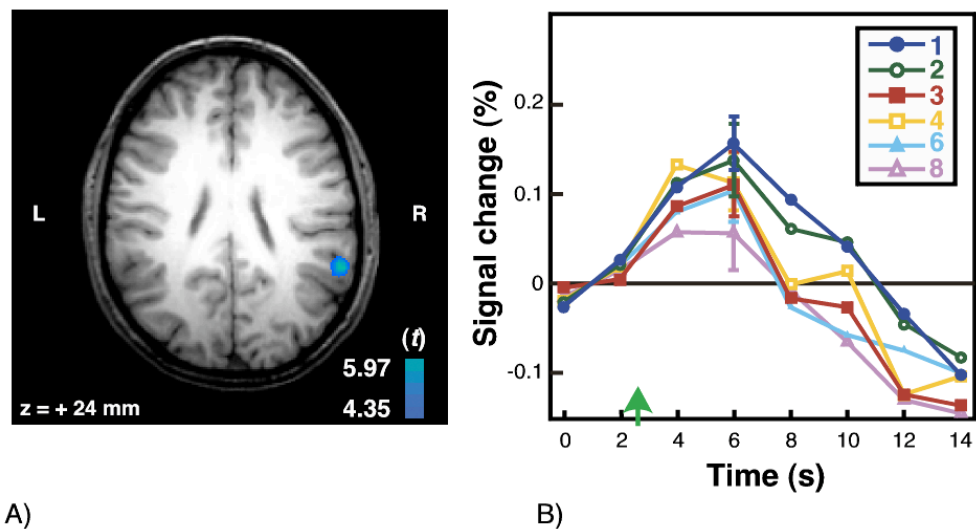 L
R
(t)
5.97
4.35
z = + 24 mm
A)
Signal change (%)
0.2
0.1
0
-0.1
1
2
3
4
6
8
0 2 4 6 8 10 12 14
Time (s)
B)